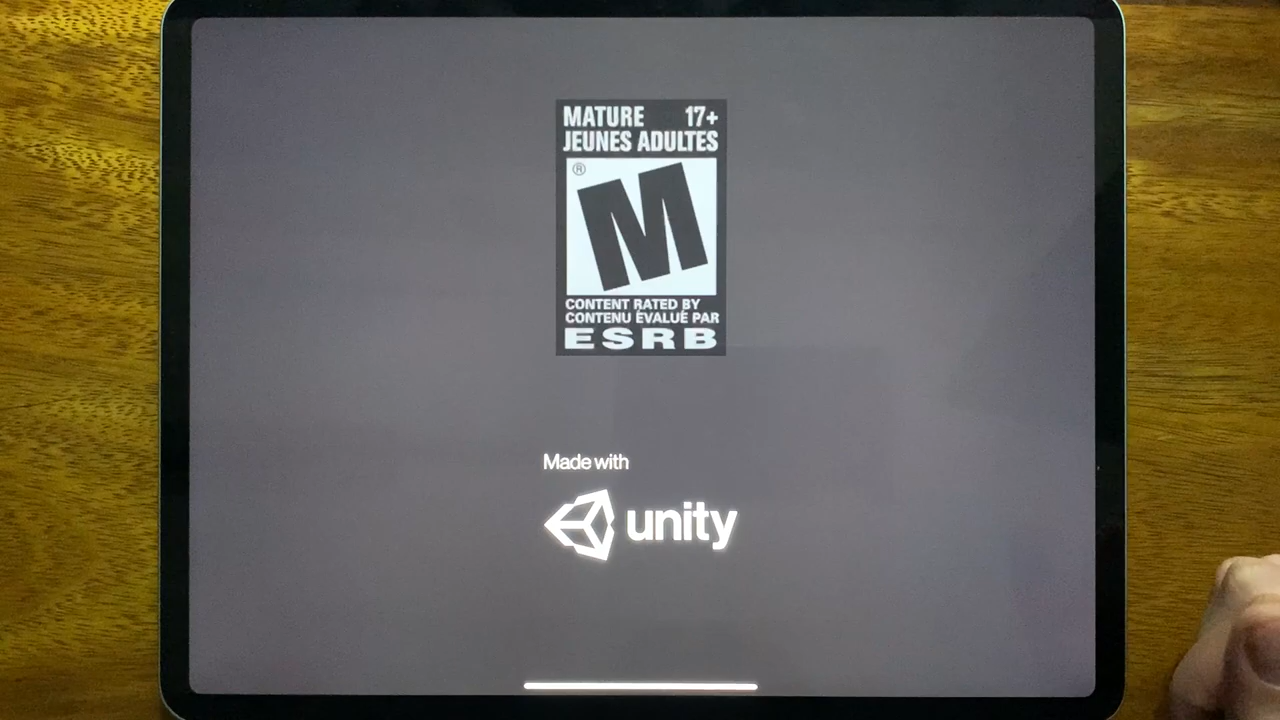 MATURE 17+
JEUNES ADULTES
®
M
CONTENT RATED BY
CONTENU ÉVALUÉ PAR
ESRB
Made with
unity